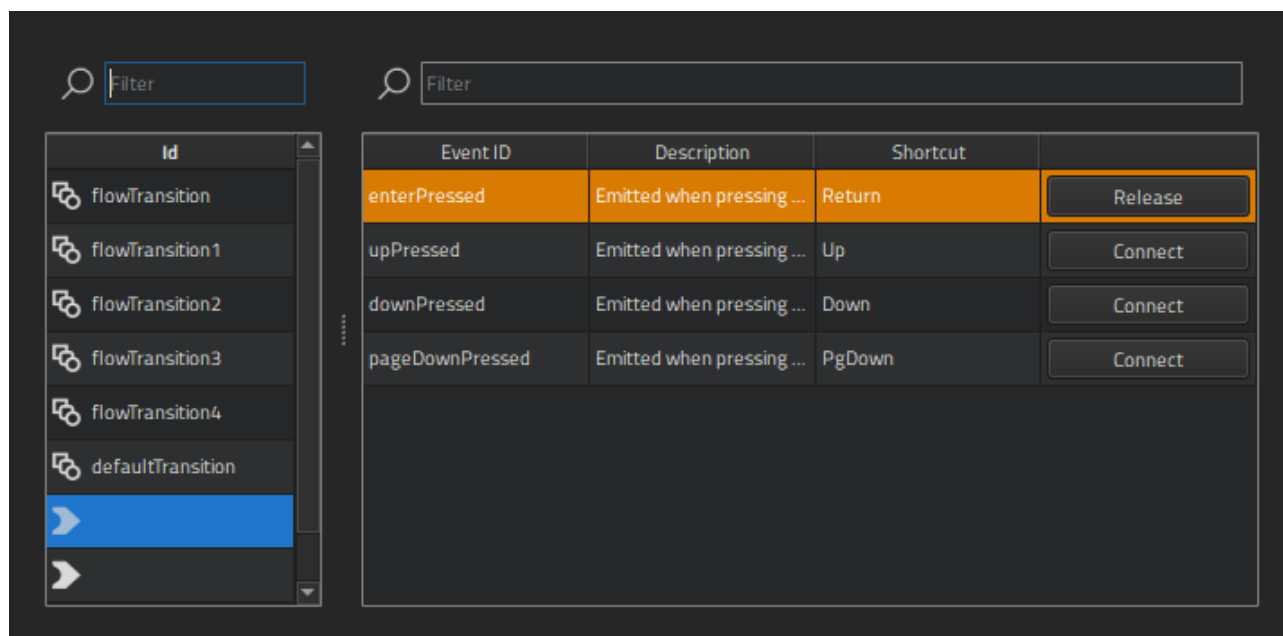 Filter
Filter
Id
Event ID Description Shortcut
flowTransition
enterPressed Emitted when pressing ... Return Release
flowTransition1
upPressed Emitted when pressing ... Up Connect
flowTransition2
downPressed Emitted when pressing ... Down Connect
flowTransition3
pageDownPressed Emitted when pressing ... PgDown Connect
flowTransition4
defaultTransition